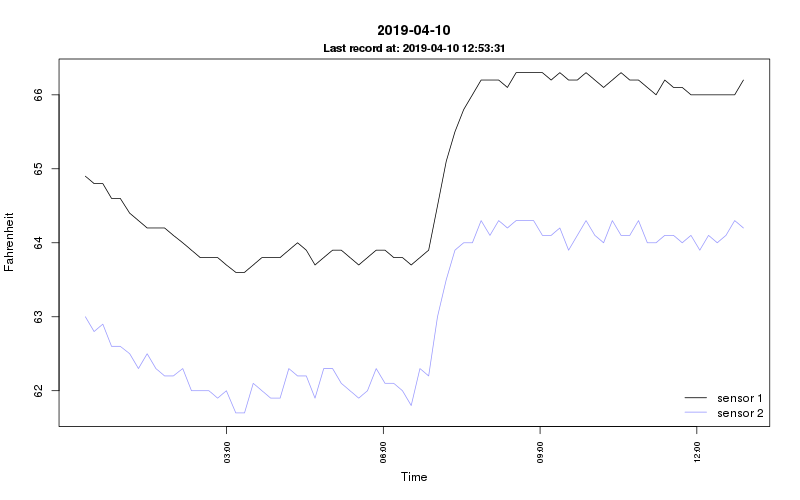 2019-04-10
Last record at: 2019-04-10 12:53:31
Fahrenheit
66
65
64
63
62
sensor 1
sensor 2
03:00
06:00
09:00
12:00
Time